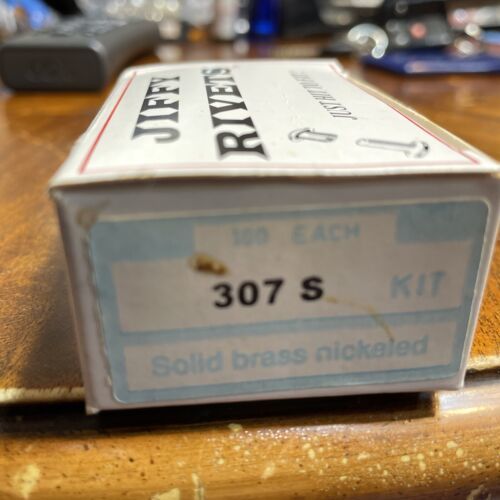 JIFFY
RIVETS
100 EACH
307 S
KIT
Solid brass nickeled